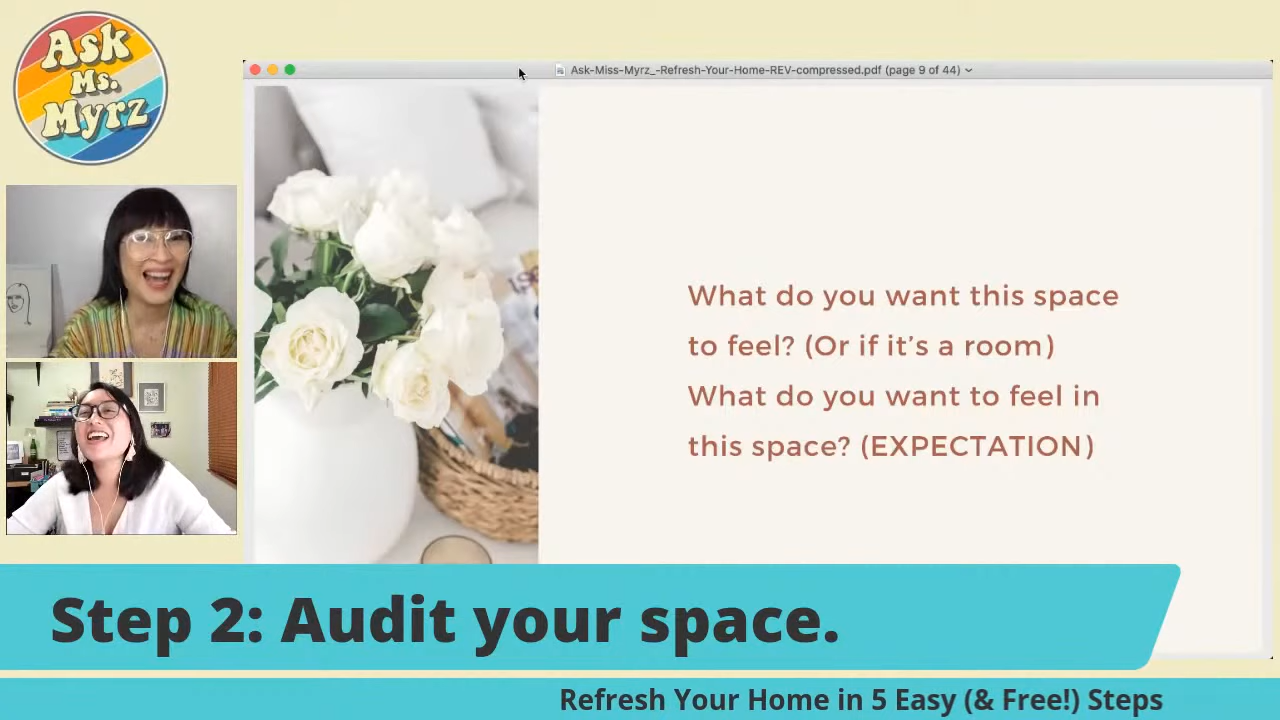 Ask
Ms.
Myrz
Ask-Miss-Myrz_-Refresh-Your-Home-REV-compressed.pdf (page 9 of 44)
What do you want this space
to feel? (Or if it's a room)
What do you want to feel in
this space? (EXPECTATION)
Step 2: Audit your space.
Refresh Your Home in 5 Easy (& Free!) Steps